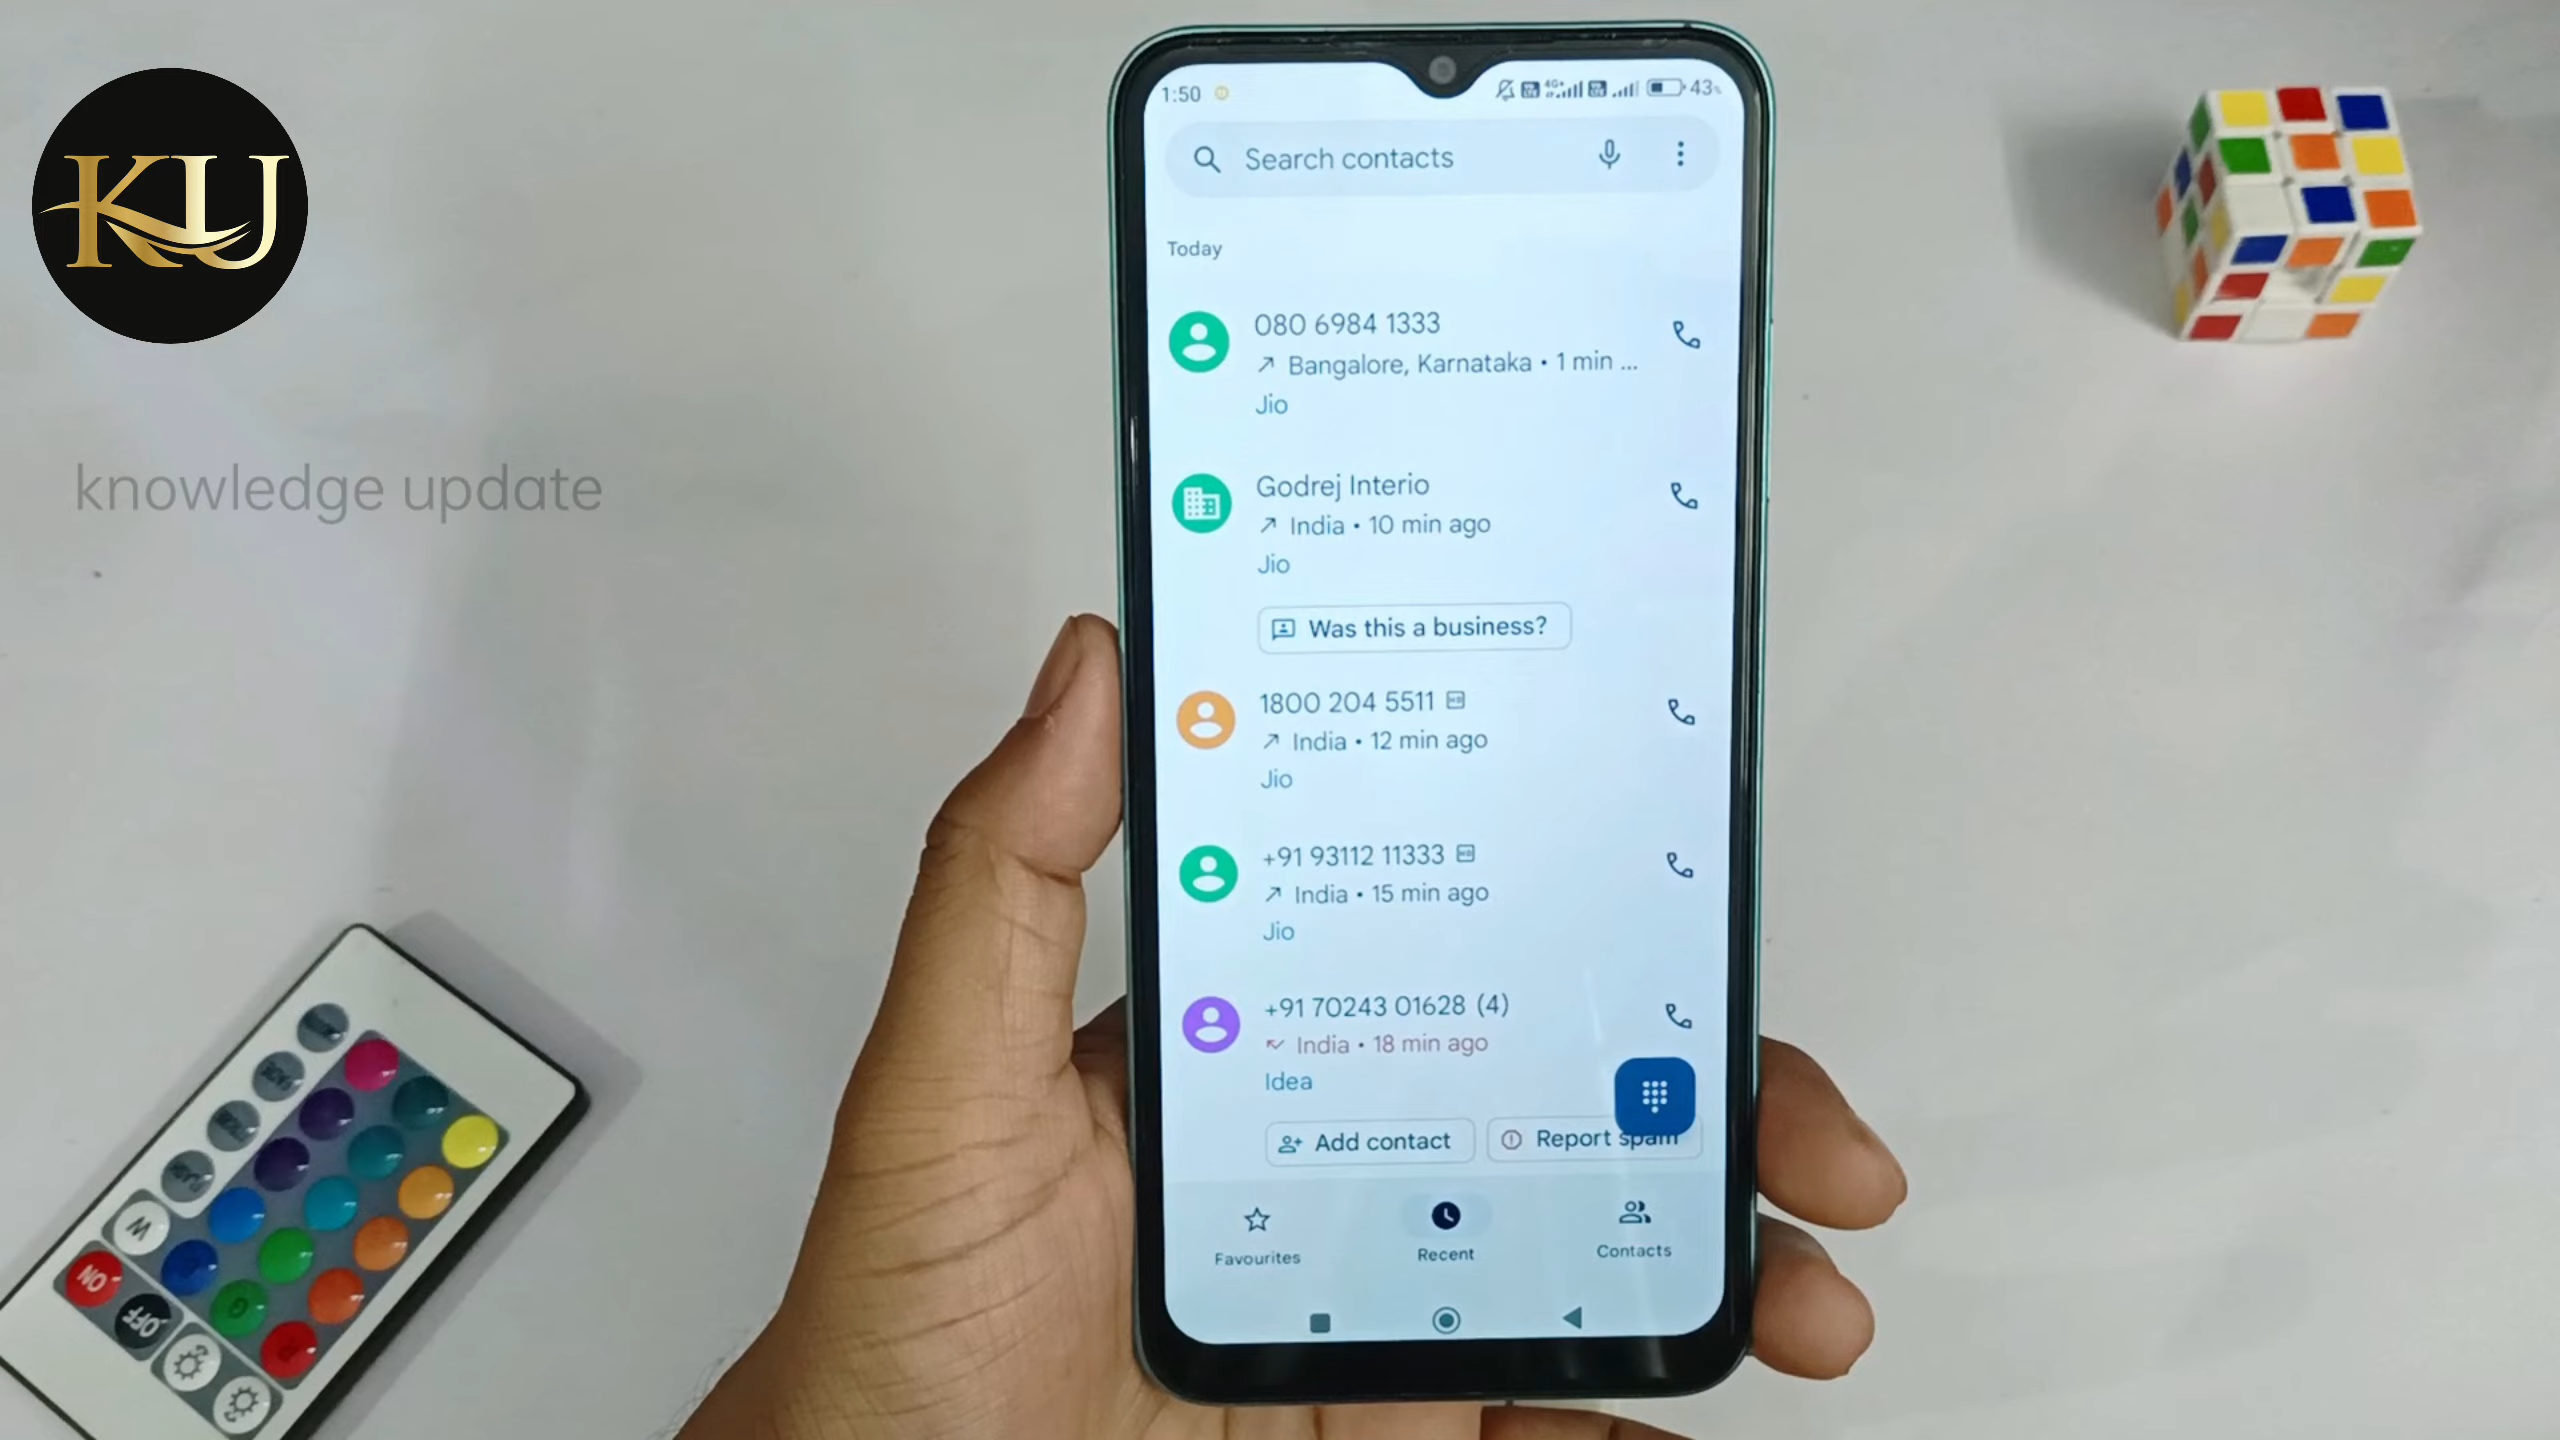 KU
knowledge update
1:50
4G+
43%
Search contacts
Today
080 6984 1333
Bangalore, Karnataka • 1 min ...
Jio
Godrej Interio
India • 10 min ago
Jio
Was this a business?
1800 204 5511
India • 12 min ago
Jio
+91 93112 11333
India • 15 min ago
Jio
+91 70243 01628 (4)
India • 18 min ago
Idea
Add contact
Report spam
Favourites
Recent
Contacts
W
ON
OFF
G